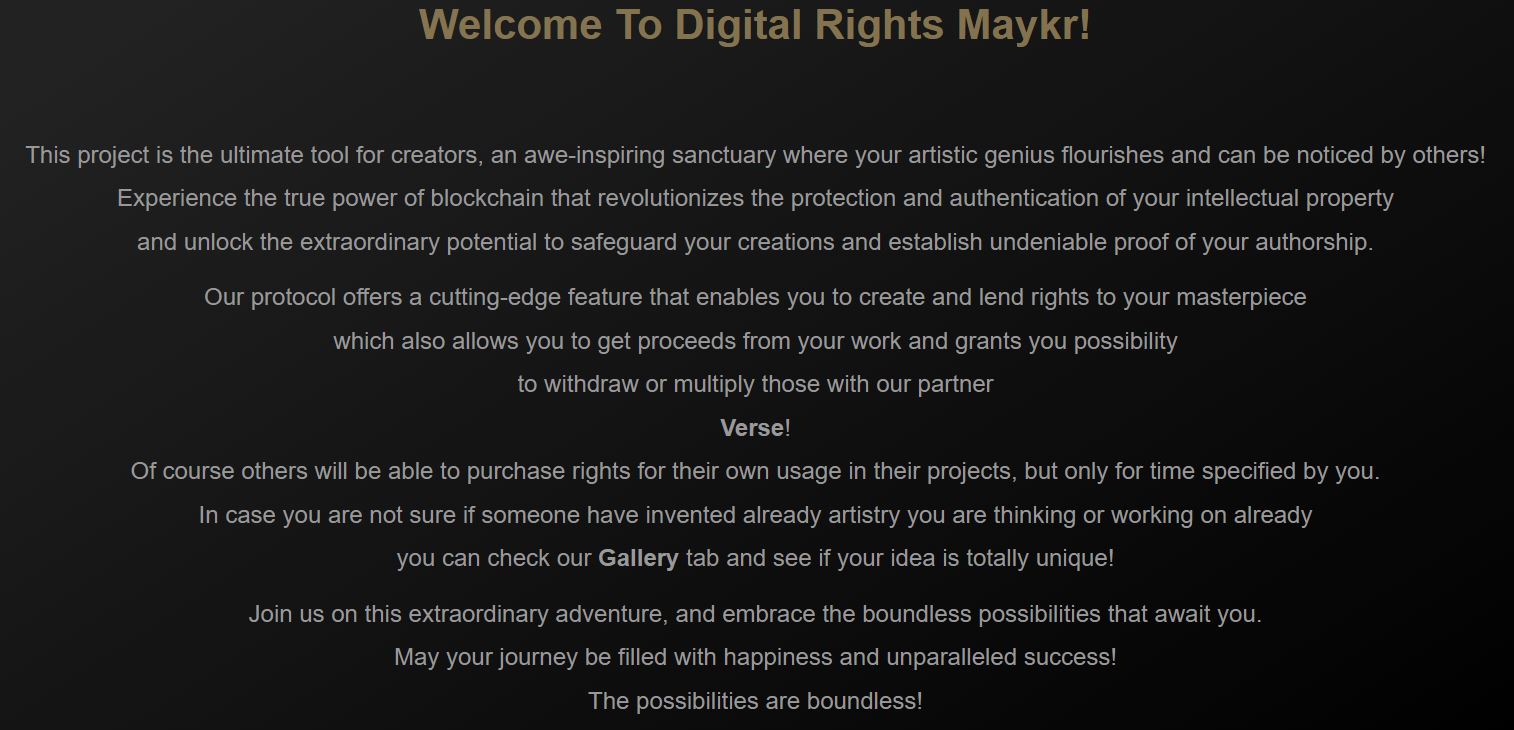 Welcome To Digital Rights Maykr!
This project is the ultimate tool for creators, an awe-inspiring sanctuary where your artistic genius flourishes and can be noticed by others!
Experience the true power of blockchain that revolutionizes the protection and authentication of your intellectual property
and unlock the extraordinary potential to safeguard your creations and establish undeniable proof of your authorship.
Our protocol offers a cutting-edge feature that enables you to create and lend rights to your masterpiece
which also allows you to get proceeds from your work and grants you possibility
to withdraw or multiply those with our partner
Verse!
Of course others will be able to purchase rights for their own usage in their projects, but only for time specified by you.
In case you are not sure if someone have invented already artistry you are thinking or working on already
you can check our Gallery tab and see if your idea is totally unique!
Join us on this extraordinary adventure, and embrace the boundless possibilities that await you.
May your journey be filled with happiness and unparalleled success!
The possibilities are boundless!